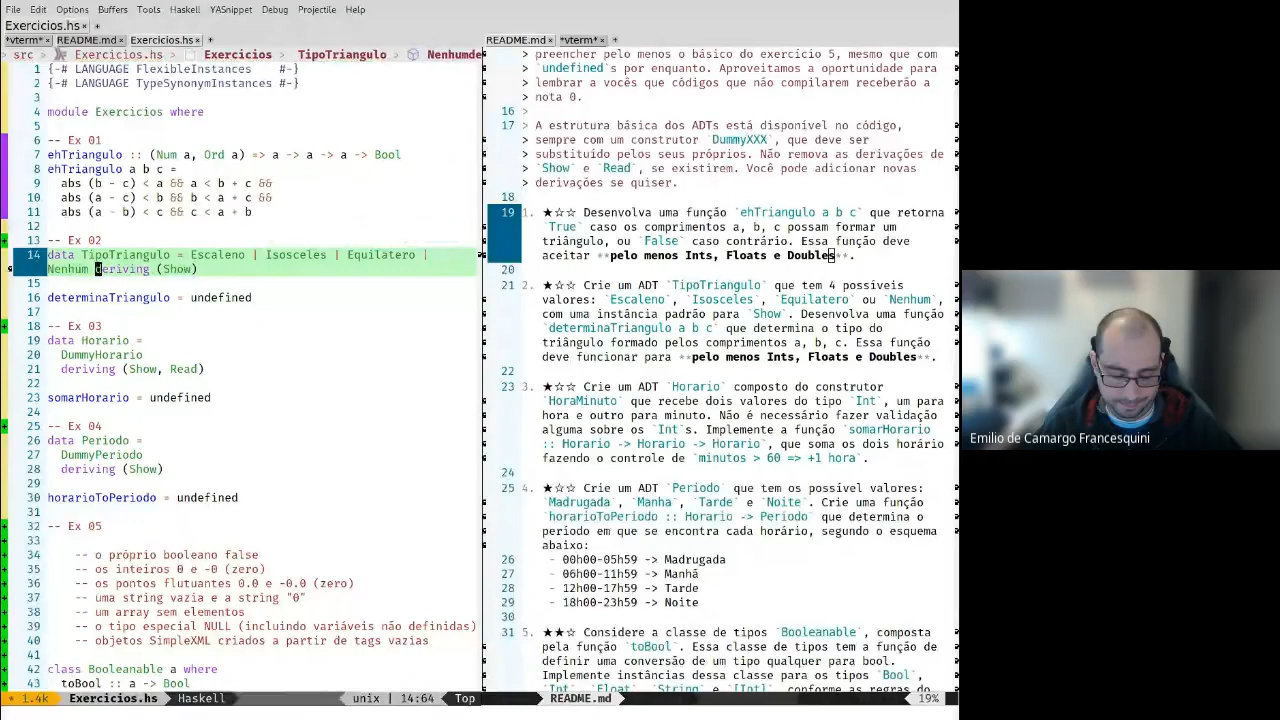 File Edit Options Buffers Tools Haskell YASnippet Debug Projectile Help
Exercicios.hs× +
*vterm*× README.md× Exercicios.hs× +
README.md× *vterm*× +
> src > Exercicios.hs > Exercicios > TipoTriangulo > Nenhumde
1 {-# LANGUAGE FlexibleInstances #-}
2 {-# LANGUAGE TypeSynonymInstances #-}
3
4 module Exercicios where
5
6 -- Ex 01
7 ehTriangulo :: (Num a, Ord a) => a -> a -> a -> Bool
8 ehTriangulo a b c =
9 abs (b - c) < a && a < b + c &&
10 abs (a - c) < b && b < a + c &&
11 abs (a - b) < c && c < a + b
12
13 -- Ex 02
14 data TipoTriangulo = Escaleno | Isosceles | Equilatero |
Nenhum deriving (Show)
15
16 determinaTriangulo = undefined
17
18 -- Ex 03
19 data Horario =
20 DummyHorario
21 deriving (Show, Read)
22
23 somarHorario = undefined
24
25 -- Ex 04
26 data Periodo =
27 DummyPeriodo
28 deriving (Show)
29
30 horarioToPeriodo = undefined
31
32 -- Ex 05
33
34 -- o próprio booleano false
35 -- os inteiros 0 e -0 (zero)
36 -- os pontos flutuantes 0.0 e -0.0 (zero)
37 -- uma string vazia e a string "0"
38 -- um array sem elementos
39 -- o tipo especial NULL (incluindo variáveis não definidas)
40 -- objetos SimpleXML criados a partir de tags vazias
41
42 class Booleanable a where
43 toBool :: a -> Bool
* 1.4k Exercicios.hs Haskell unix | 14:64 Top
> preencher pelo menos o básico do exercício 5, mesmo que com
> `undefined`s por enquanto. Aproveitamos a oportunidade para
> lembrar a vocês que códigos que não compilarem receberão a
> nota 0.
16 >
17 > A estrutura básica dos ADTs está disponível no código,
> sempre com um construtor `DummyXXX`, que deve ser
> substituído pelos seus próprios. Não remova as derivações de
> `Show` e `Read`, se existirem. Você pode adicionar novas
> derivações se quiser.
18
19 1. ★☆☆ Desenvolva uma função `ehTriangulo a b c` que retorna
`True` caso os comprimentos a, b, c possam formar um
triângulo, ou `False` caso contrário. Essa função deve
aceitar **pelo menos Ints, Floats e Doubles**.
20
21 2. ★☆☆ Crie um ADT `TipoTriangulo` que tem 4 possíveis
valores: `Escaleno`, `Isosceles`, `Equilatero` ou `Nenhum`,
com uma instância padrão para `Show`. Desenvolva uma função
`determinaTriangulo a b c` que determina o tipo do
triângulo formado pelos comprimentos a, b, c. Essa função
deve funcionar para **pelo menos Ints, Floats e Doubles**.
22
23 3. ★☆☆ Crie um ADT `Horario` composto do construtor
`HoraMinuto` que recebe dois valores do tipo `Int`, um para
hora e outro para minuto. Não é necessário fazer validação
alguma sobre os `Int`s. Implemente a função `somarHorario
:: Horario -> Horario -> Horario`, que soma os dois horário
fazendo o controle de `minutos > 60 => +1 hora`.
24
25 4. ★☆☆ Crie um ADT `Periodo` que tem os possível valores:
`Madrugada`, `Manha`, `Tarde` e `Noite`. Crie uma função
`horarioToPeriodo :: Horario -> Periodo` que determina o
período em que se encontra cada horário, segundo o esquema
abaixo:
26 - 00h00-05h59 -> Madrugada
27 - 06h00-11h59 -> Manhã
28 - 12h00-17h59 -> Tarde
29 - 18h00-23h59 -> Noite
30
31 5. ★★☆ Considere a classe de tipos `Booleanable`, composta
pela função `toBool`. Essa classe de tipos tem a função de
definir uma conversão de um tipo qualquer para bool.
Implemente instâncias dessa classe para os tipos `Bool`,
`Int`, `Float`, `String` e `[Int]`, conforme as regras do
README.md 19%
Emilio de Camargo Francesquini